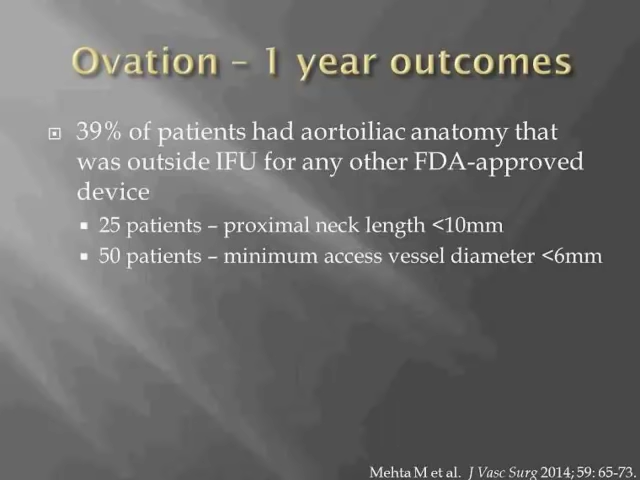 Ovation – 1 year outcomes
39% of patients had aortoiliac anatomy that
was outside IFU for any other FDA-approved
device
25 patients – proximal neck length <10mm
50 patients – minimum access vessel diameter <6mm
Mehta M et al. J Vasc Surg 2014; 59: 65-73.